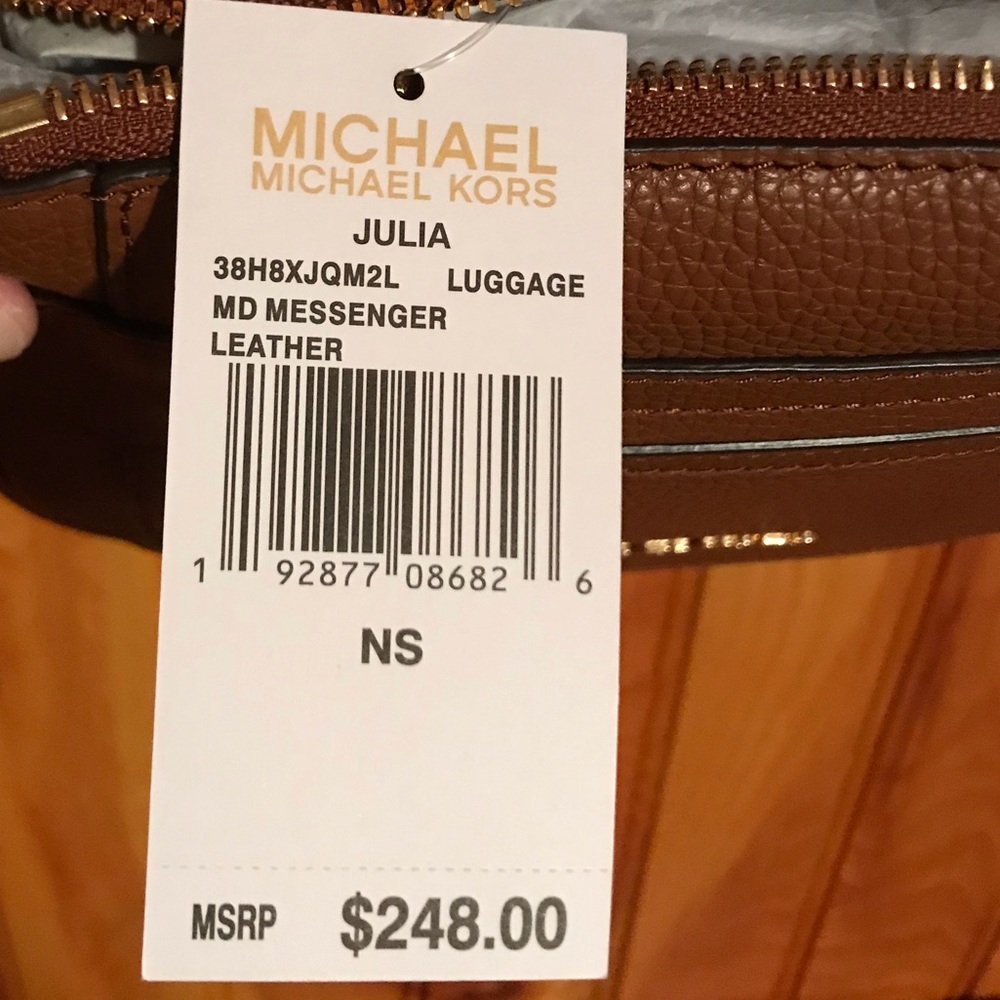 MICHAEL
MICHAEL KORS
JULIA
38H8XJQM2L LUGGAGE
MD MESSENGER
LEATHER
1 92877 08682 6
NS
MSRP $248.00